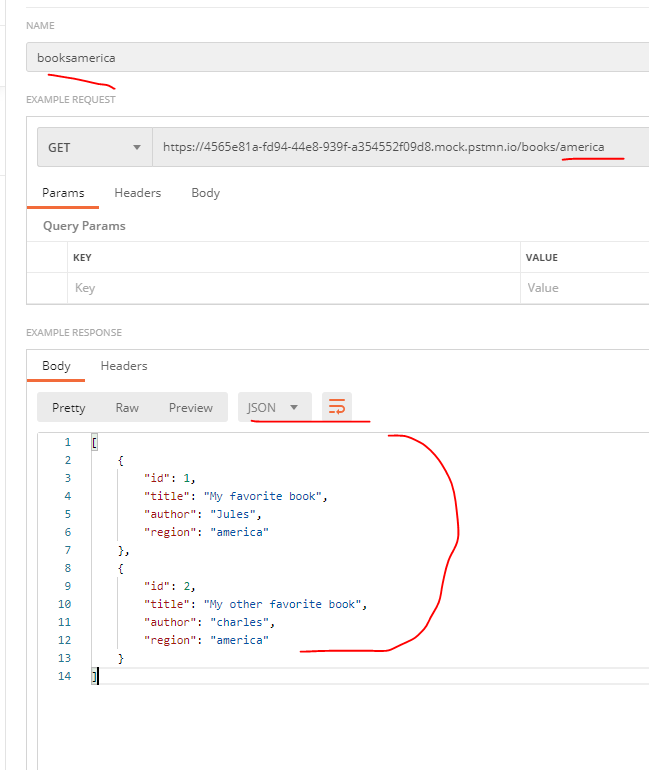 NAME
booksamerica
EXAMPLE REQUEST
GET https://4565e81a-fd94-44e8-939f-a354552f09d8.mock.pstmn.io/books/america
Params Headers Body
Query Params
KEY VALUE
Key Value
EXAMPLE RESPONSE
Body Headers
Pretty Raw Preview JSON
1 [
2 {
3 "id": 1,
4 "title": "My favorite book",
5 "author": "Jules",
6 "region": "america"
7 },
8 {
9 "id": 2,
10 "title": "My other favorite book",
11 "author": "charles",
12 "region": "america"
13 }
14 ]